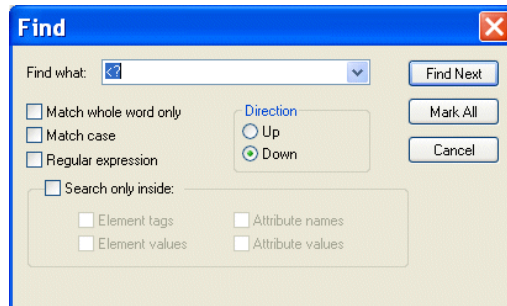 Find
Find what: <?
Find Next
Match whole word only
Direction
Mark All
Match case
Up
Regular expression
Down
Cancel
Search only inside:
Element tags
Attribute names
Element values
Attribute values